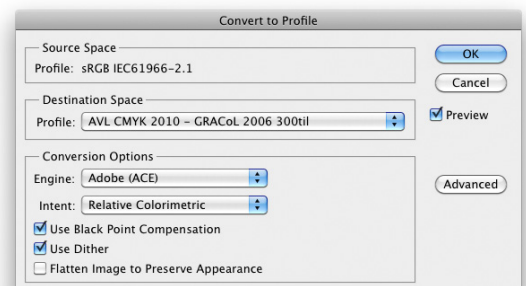 Convert to Profile
Source Space
Profile: sRGB IEC61966-2.1
OK
Cancel
Destination Space
Profile: AVL CMYK 2010 - GRACoL 2006 300til
Preview
Conversion Options
Engine: Adobe (ACE)
Advanced
Intent: Relative Colorimetric
Use Black Point Compensation
Use Dither
Flatten Image to Preserve Appearance